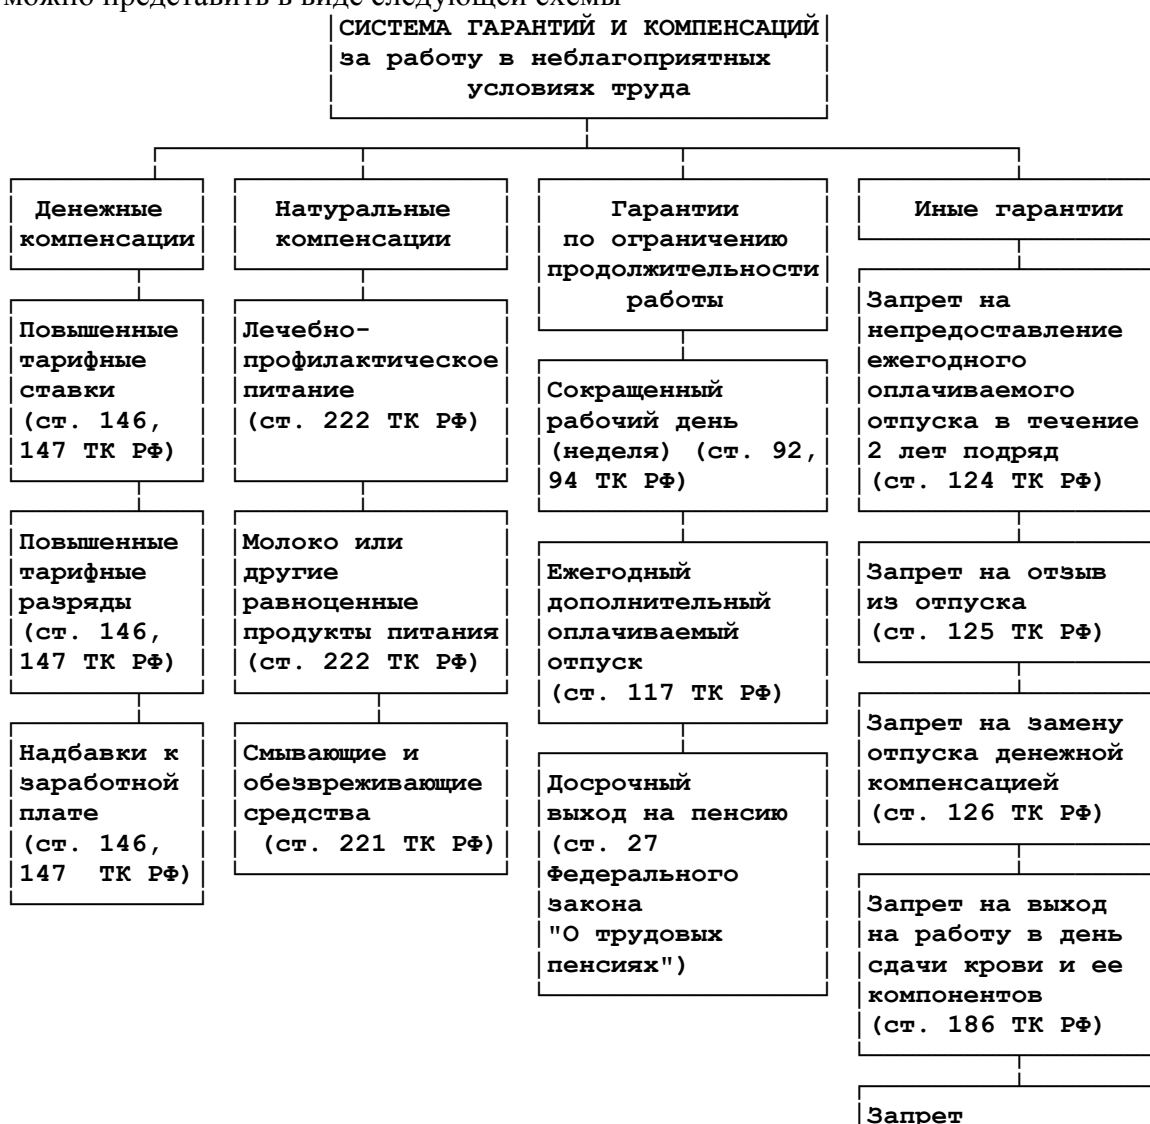 можно представить в виде следующей схемы
СИСТЕМА ГАРАНТИЙ И КОМПЕНСАЦИЙ
за работу в неблагоприятных
условиях труда
Денежные
компенсации
Повышенные
тарифные
ставки
(ст. 146,
147 ТК РФ)
Повышенные
тарифные
разряды
(ст. 146,
147 ТК РФ)
Надбавки к
заработной
плате
(ст. 146,
147 ТК РФ)
Натуральные
компенсации
Лечебно-
профилактическое
питание
(ст. 222 ТК РФ)
Молоко или
другие
равноценные
продукты питания
(ст. 222 ТК РФ)
Смывающие и
обезвреживающие
средства
(ст. 221 ТК РФ)
Гарантии
по ограничению
продолжительности
работы
Сокращенный
рабочий день
(неделя) (ст. 92,
94 ТК РФ)
Ежегодный
дополнительный
оплачиваемый
отпуск
(ст. 117 ТК РФ)
Досрочный
выход на пенсию
(ст. 27
Федерального
закона
"О трудовых
пенсиях")
Иные гарантии
Запрет на
непредоставление
ежегодного
оплачиваемого
отпуска в течение
2 лет подряд
(ст. 124 ТК РФ)
Запрет на отзыв
из отпуска
(ст. 125 ТК РФ)
Запрет на замену
отпуска денежной
компенсацией
(ст. 126 ТК РФ)
Запрет на выход
на работу в день
сдачи крови и ее
компонентов
(ст. 186 ТК РФ)
Запрет